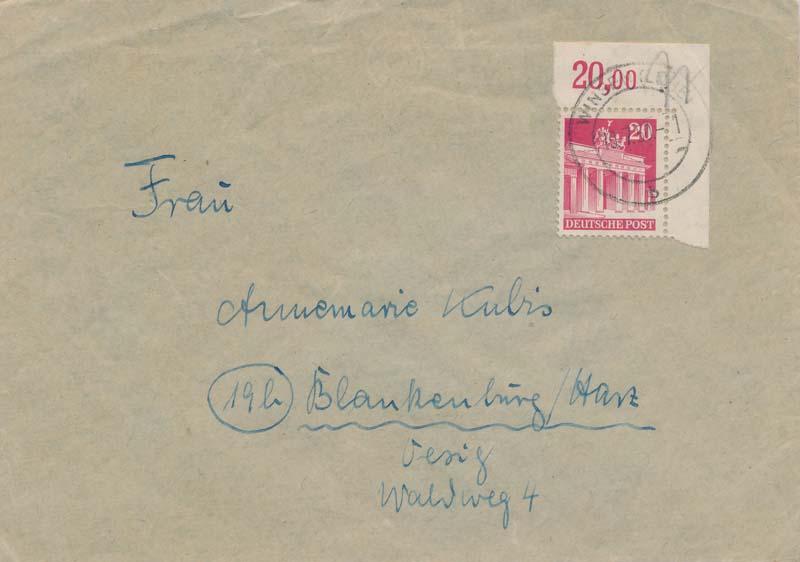 20,00
20
DEUTSCHE POST
Frau
Annemarie Kubis
19b Blankenburg/Harz
Oesig
Waldweg 4